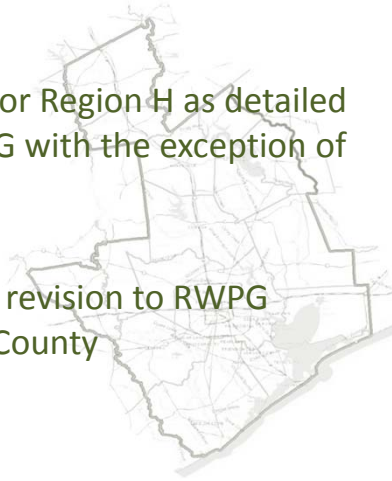 or Region H as detailed
G with the exception of
revision to RWPG
County